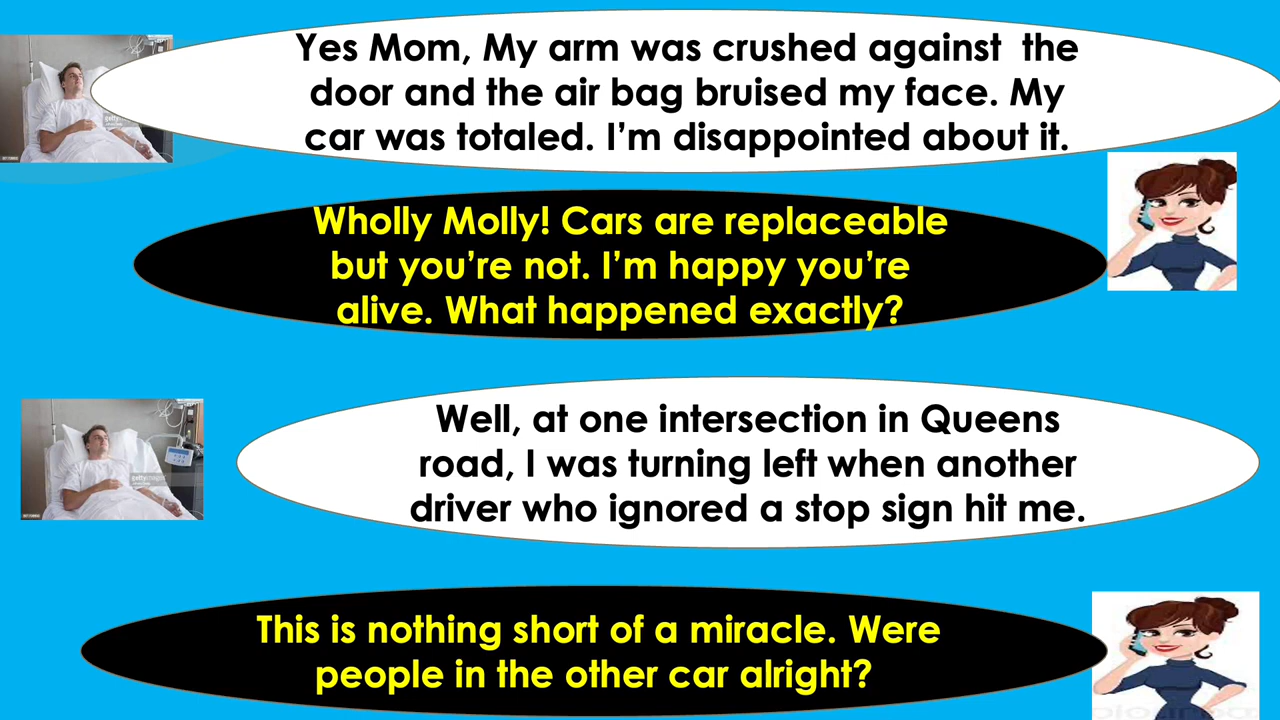 Yes Mom, My arm was crushed against the
door and the air bag bruised my face. My
car was totaled. I'm disappointed about it.
Wholly Molly! Cars are replaceable
but you're not. I'm happy you're
alive. What happened exactly?
Well, at one intersection in Queens
road, I was turning left when another
driver who ignored a stop sign hit me.
This is nothing short of a miracle. Were
people in the other car alright?